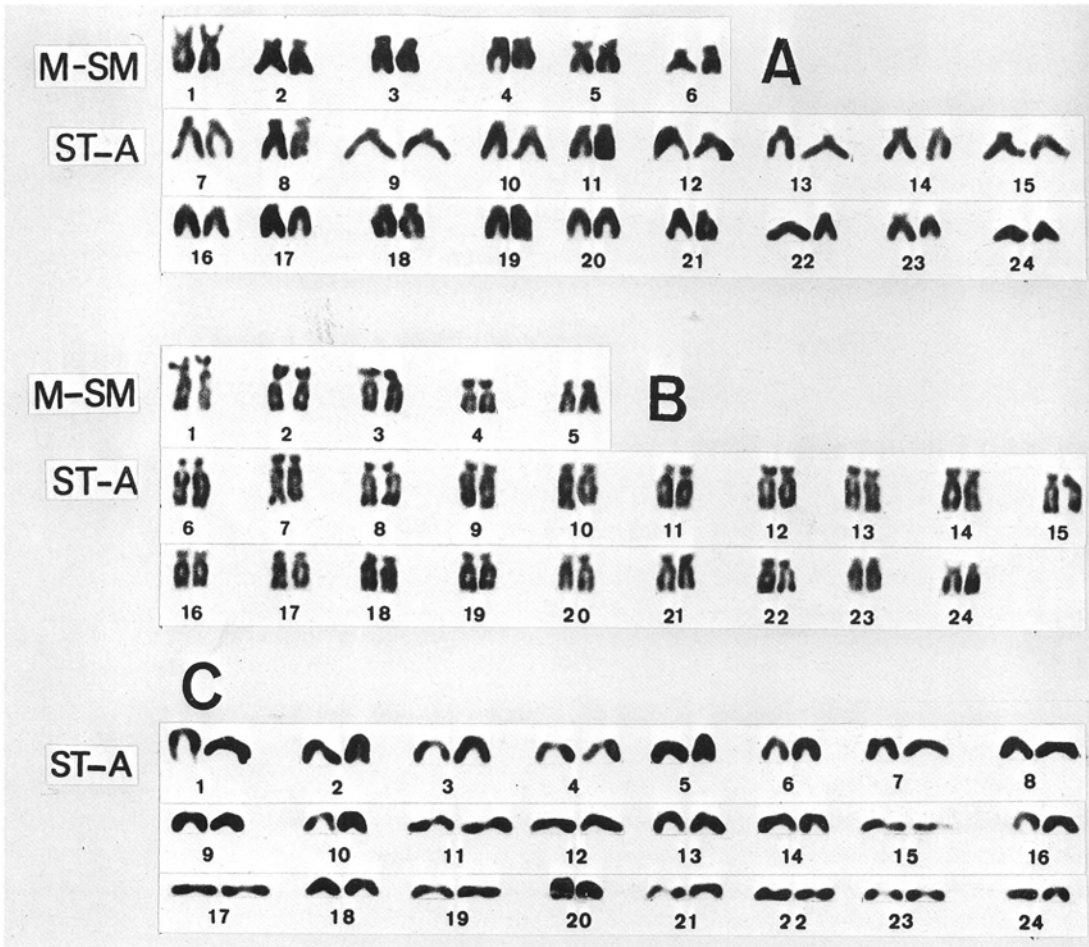 M-SM
1 2 3 4 5 6 A
ST-A
7 8 9 10 11 12 13 14 15
16 17 18 19 20 21 22 23 24
M-SM
1 2 3 4 5 B
ST-A
6 7 8 9 10 11 12 13 14 15
16 17 18 19 20 21 22 23 24
C
ST-A
1 2 3 4 5 6 7 8
9 10 11 12 13 14 15 16
17 18 19 20 21 22 23 24